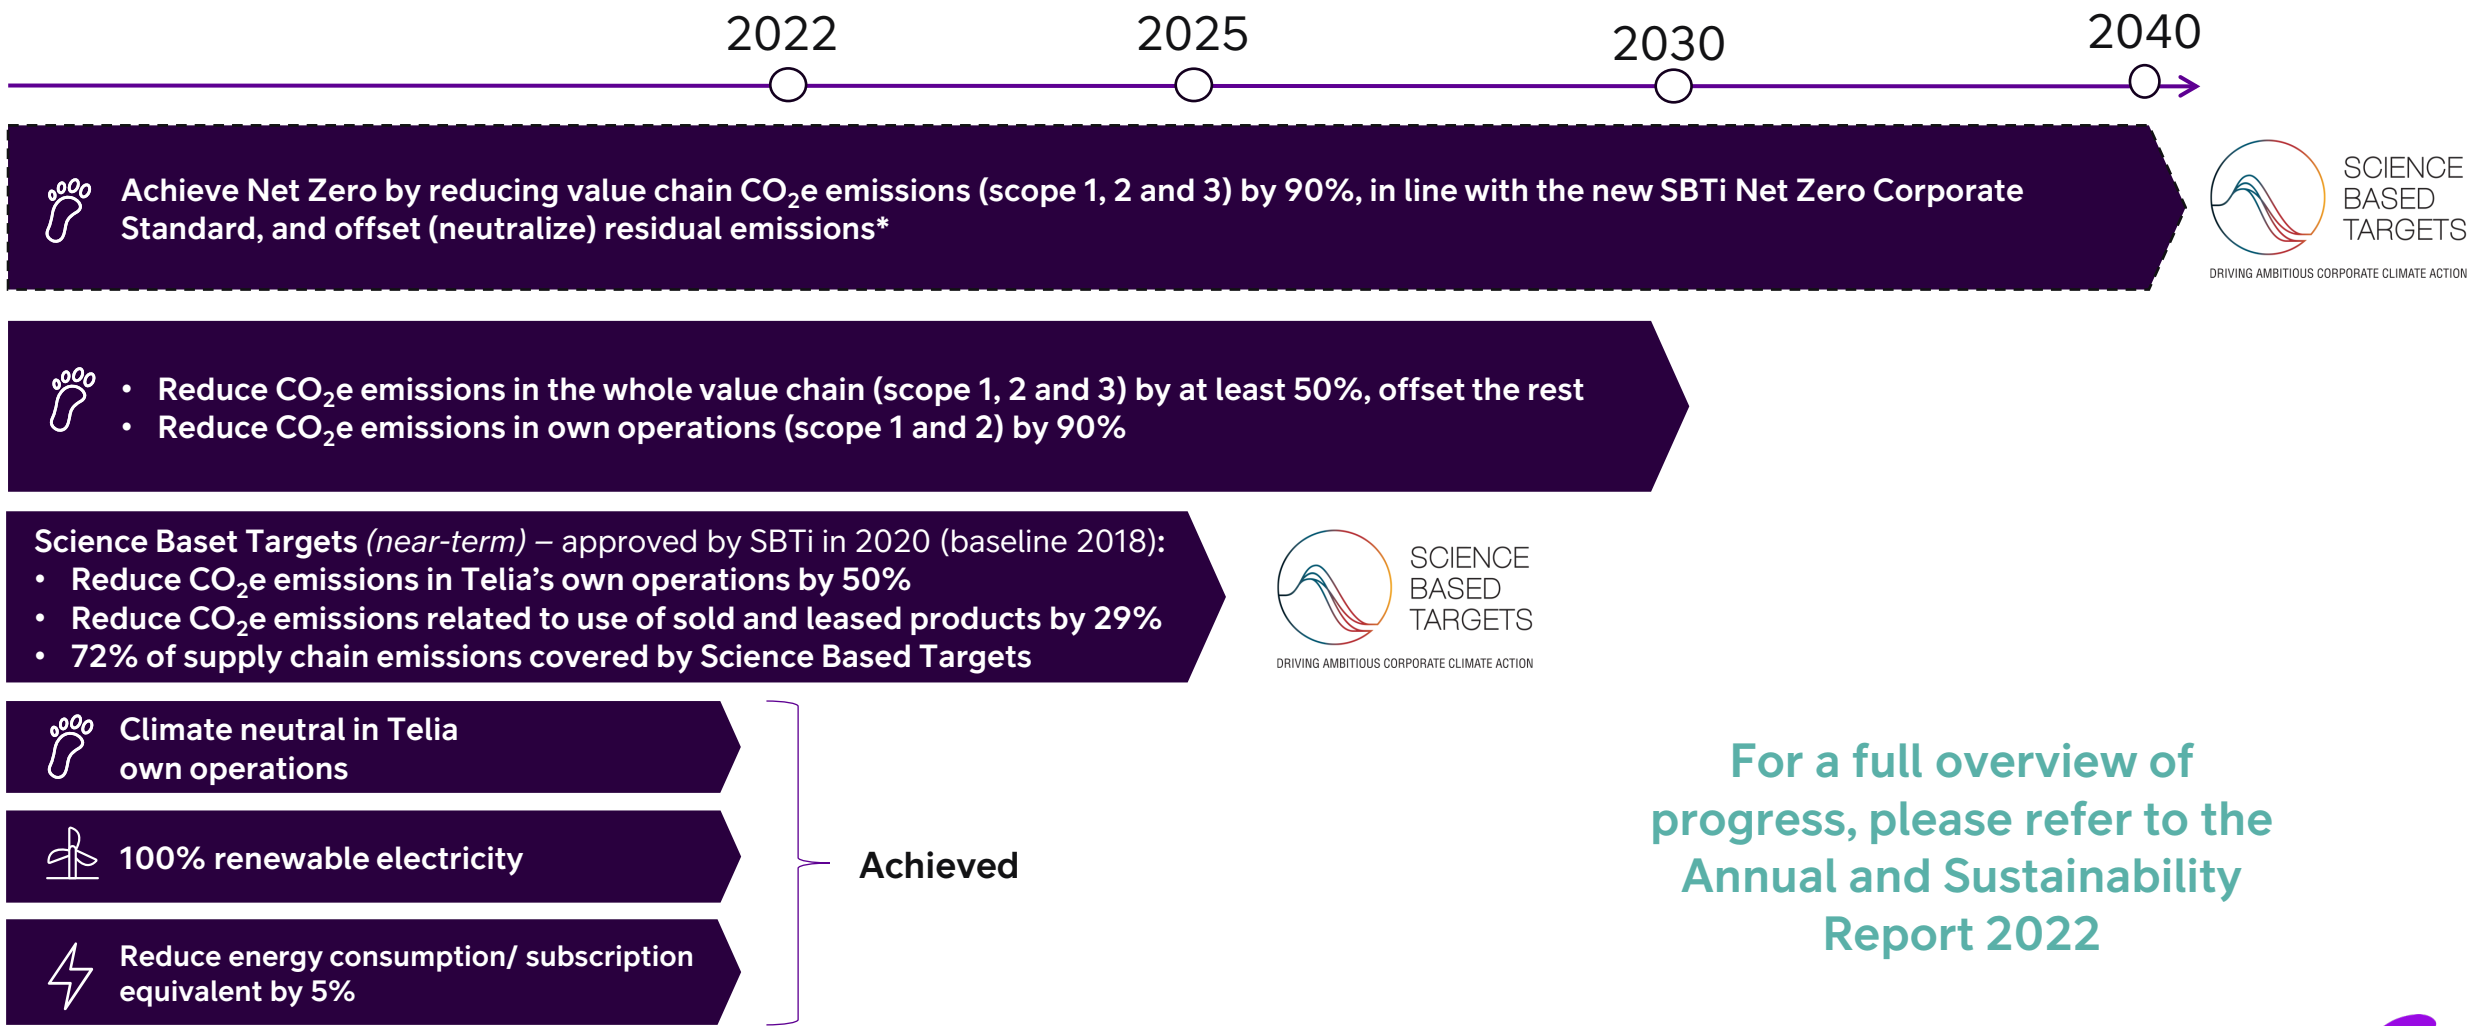 2022
2025
2030
2040
Achieve Net Zero by reducing value chain CO₂e emissions (scope 1, 2 and 3) by 90%, in line with the new SBTi Net Zero Corporate
Standard, and offset (neutralize) residual emissions*
SCIENCE
BASED
TARGETS
DRIVING AMBITIOUS CORPORATE CLIMATE ACTION
• Reduce CO₂e emissions in the whole value chain (scope 1, 2 and 3) by at least 50%, offset the rest
• Reduce CO₂e emissions in own operations (scope 1 and 2) by 90%
Science Baset Targets (near-term) – approved by SBTi in 2020 (baseline 2018):
• Reduce CO₂e emissions in Telia’s own operations by 50%
• Reduce CO₂e emissions related to use of sold and leased products by 29%
• 72% of supply chain emissions covered by Science Based Targets
SCIENCE
BASED
TARGETS
DRIVING AMBITIOUS CORPORATE CLIMATE ACTION
Climate neutral in Telia
own operations
100% renewable electricity
Reduce energy consumption/ subscription
equivalent by 5%
Achieved
For a full overview of
progress, please refer to the
Annual and Sustainability
Report 2022